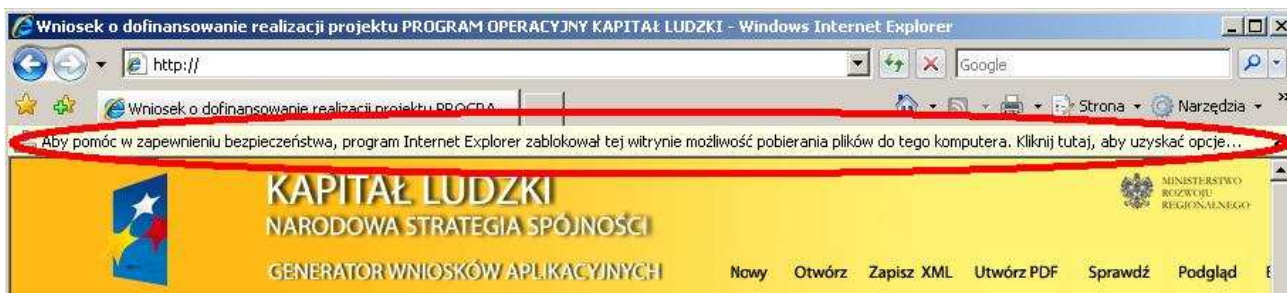 Wniosek o dofinansowanie realizacji projektu PROGRAM OPERACYJNY KAPITAŁ LUDZKI - Windows Internet Explorer
http://
Google
Wniosek o dofinansowanie realizacji projektu PROGRA...
Strona
Narzędzia
Aby pomóc w zapewnieniu bezpieczeństwa, program Internet Explorer zablokował tej witrynie możliwość pobierania plików do tego komputera. Kliknij tutaj, aby uzyskać opcje...
KAPITAŁ LUDZKI
NARODOWA STRATEGIA SPÓJNOŚCI
MINISTERSTWO
ROZWOJU
REGIONALNEGO
GENERATOR WNIOSKÓW APLIKACYJNYCH
Nowy Otwórz Zapisz XML Utwórz PDF Sprawdź Podgląd